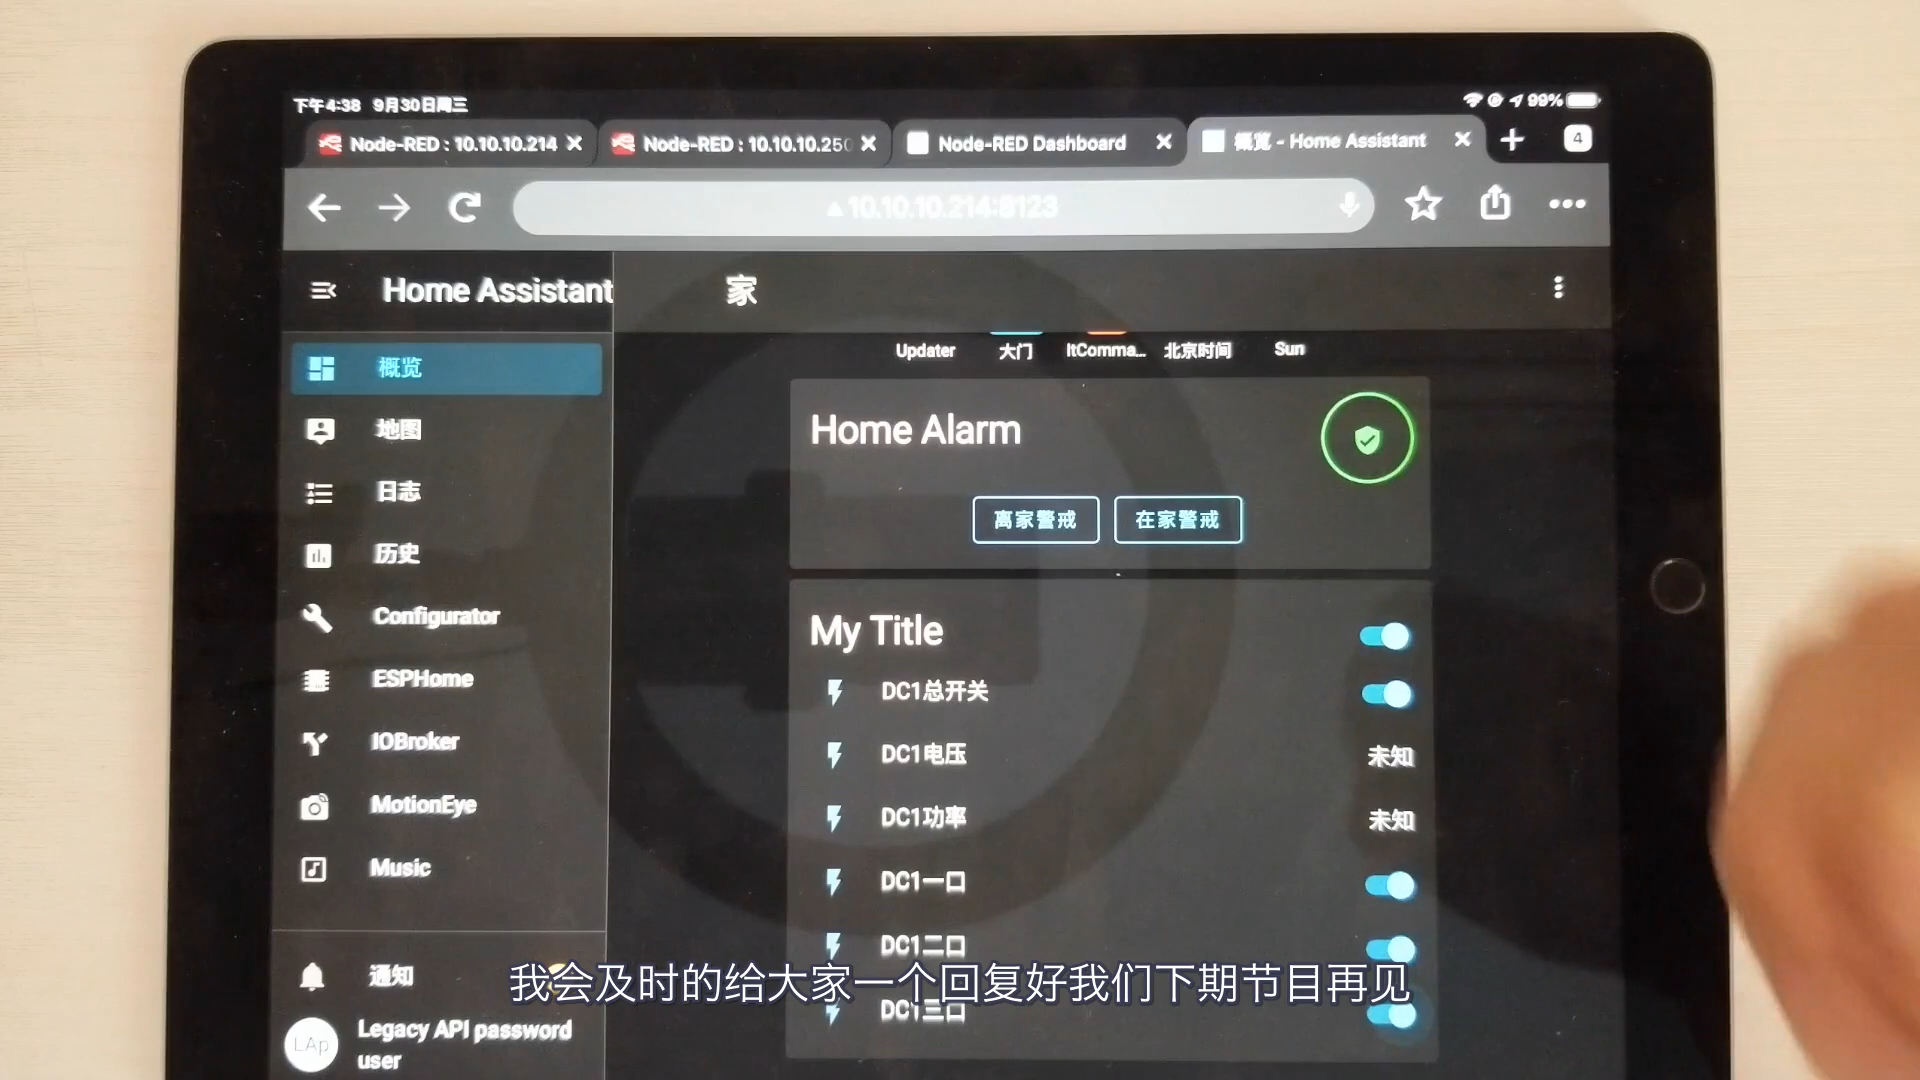 下午4:38 9月30日周三
99%
Node-RED : 10.10.10.214
Node-RED : 10.10.10.250
Node-RED Dashboard
概览 - Home Assistant
4
10.10.10.214:8123
Home Assistant
家
概览
地图
日志
历史
Configurator
ESPHome
IOBroker
MotionEye
Music
通知
LAp
Legacy API password
user
Updater
大门
ItComma...
北京时间
Sun
Home Alarm
离家警戒
在家警戒
My Title
DC1总开关
DC1电压
未知
DC1功率
未知
DC1一口
DC1二口
DC1三口
我会及时的给大家一个回复好我们下期节目再见